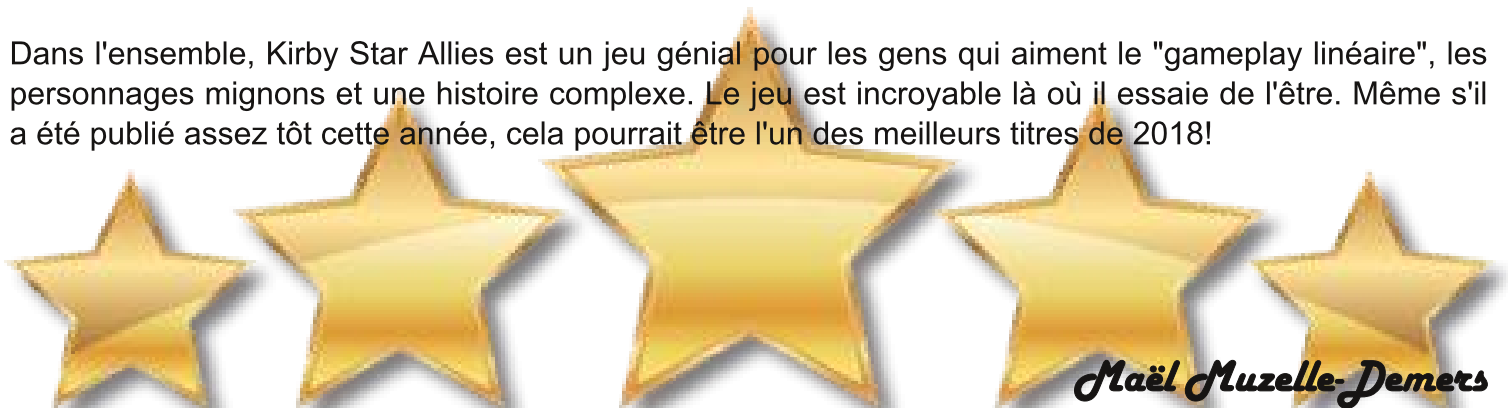 Dans l'ensemble, Kirby Star Allies est un jeu génial pour les gens qui aiment le "gameplay linéaire", les
personnages mignons et une histoire complexe. Le jeu est incroyable là où il essaie de l'être. Même s'il
a été publié assez tôt cette année, cela pourrait être l'un des meilleurs titres de 2018!
Maël Muzelle-Demers